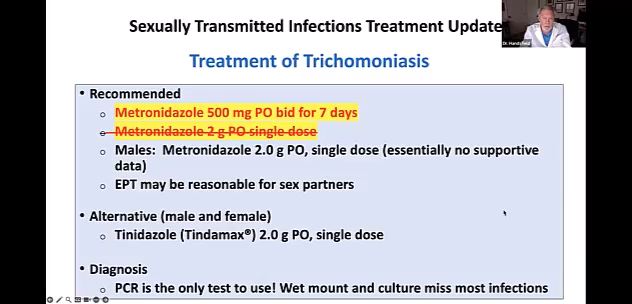 Sexually Transmitted Infections Treatment Update
Treatment of Trichomoniasis
• Recommended
o Metronidazole 500 mg PO bid for 7 days
o Metronidazole 2 g PO single dose
o Males: Metronidazole 2.0 g PO, single dose (essentially no supportive
data)
o EPT may be reasonable for sex partners
• Alternative (male and female)
o Tinidazole (Tindamax®) 2.0 g PO, single dose
• Diagnosis
o PCR is the only test to use! Wet mount and culture miss most infections
Dr. Handsfield